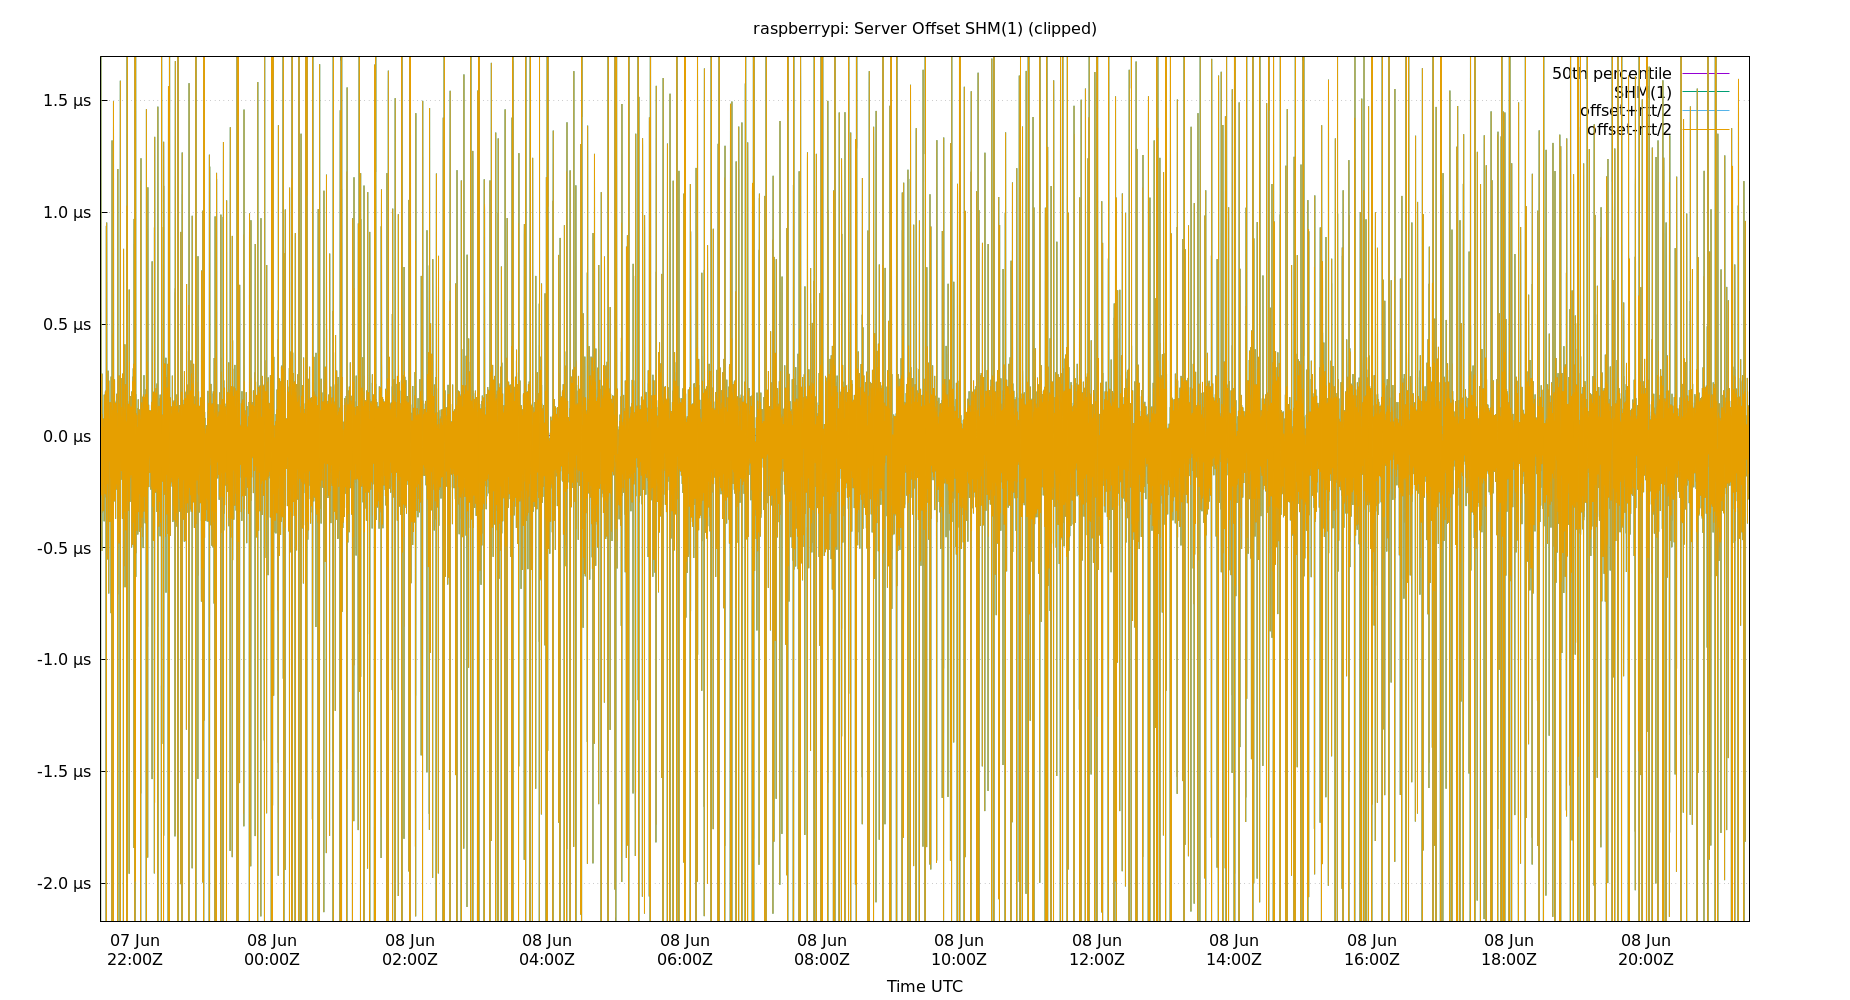 raspberrypi: Server Offset SHM(1) (clipped)
50th percentile
SHM(1)
offset+rtt/2
offset-rtt/2
1.5 µs
1.0 µs
0.5 µs
0.0 µs
-0.5 µs
-1.0 µs
-1.5 µs
-2.0 µs
07 Jun 08 Jun 08 Jun 08 Jun 08 Jun 08 Jun 08 Jun 08 Jun 08 Jun 08 Jun 08 Jun 08 Jun
22:00Z 00:00Z 02:00Z 04:00Z 06:00Z 08:00Z 10:00Z 12:00Z 14:00Z 16:00Z 18:00Z 20:00Z
Time UTC